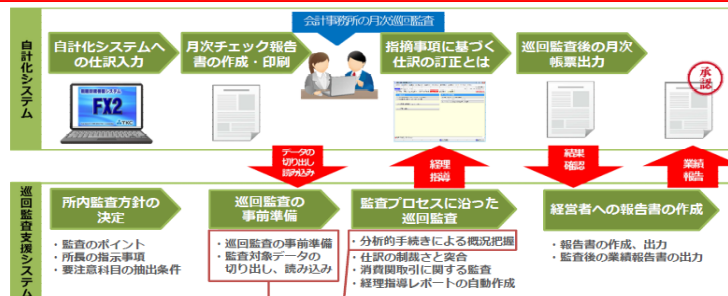 会計事務所の月次巡回監査
自計化システム
自計化システムへ
の仕訳入力
月次チェック報告
書の作成・印刷
指摘事項に基づく
仕訳の訂正とは
巡回監査後の月次
帳票出力
FX2
TKC
承認
データの
切り出し
読み込み
経理
指導
結果
確認
業績
報告
巡回監査支援システム
所内監査方針の
決定
・監査のポイント
・所長の指示事項
・要注意科目の抽出条件
巡回監査の
事前準備
・巡回監査の事前準備
・監査対象データの
切り出し、読み込み
監査プロセスに沿った
巡回監査
・分析的手続きによる概況把握
・仕訳の制裁さと突合
・消費関取引に関する監査
・経理指導レポートの自動作成
経営者への報告書の作成
・報告書の作成、出力
・監査後の業績報告書の出力